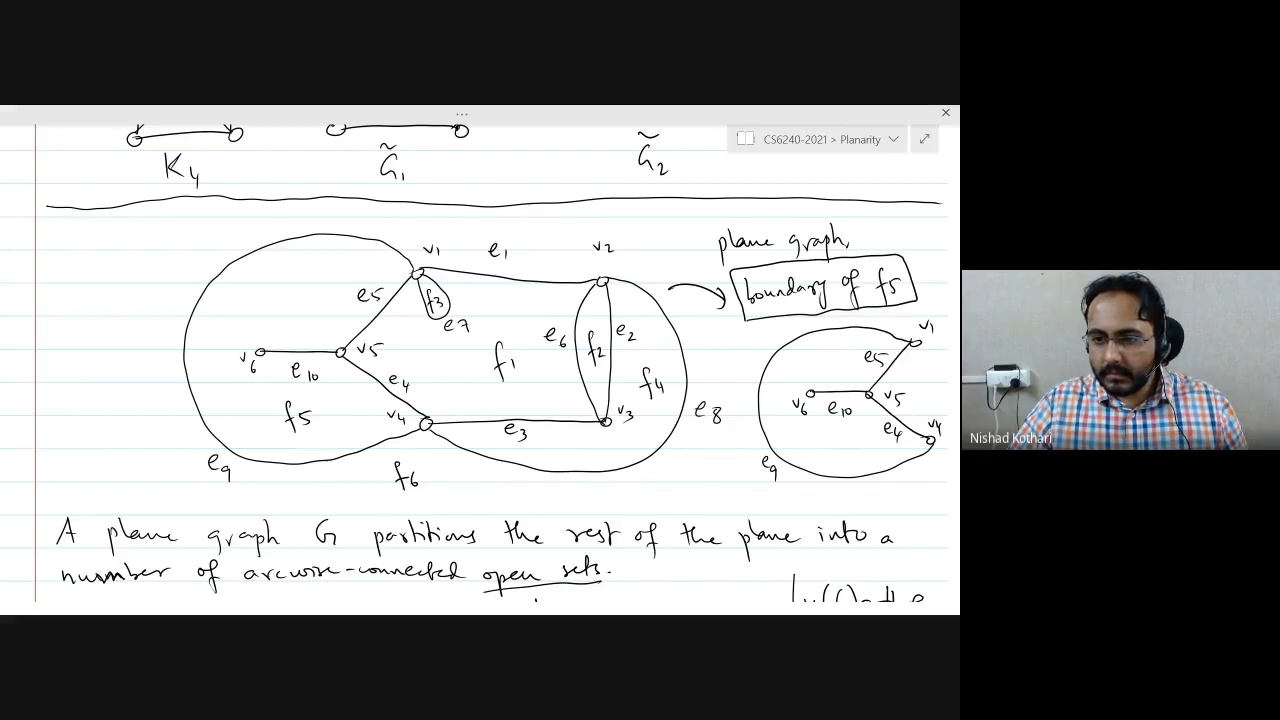 CS6240-2021 > Planarity
K4
G̃1
G̃2
v1
e1
v2
plane graph,
boundary of f5
e5
f3
e7
v6
e10
v5
e4
f5
v4
f1
e6
f2
e2
f4
v3
e3
e8
e9
f6
v1
e5
v6
e10
v5
e4
v4
e9
Nishad Kothari
A plane graph G partitions the rest of the plane into a
number of arcwise-connected open sets.